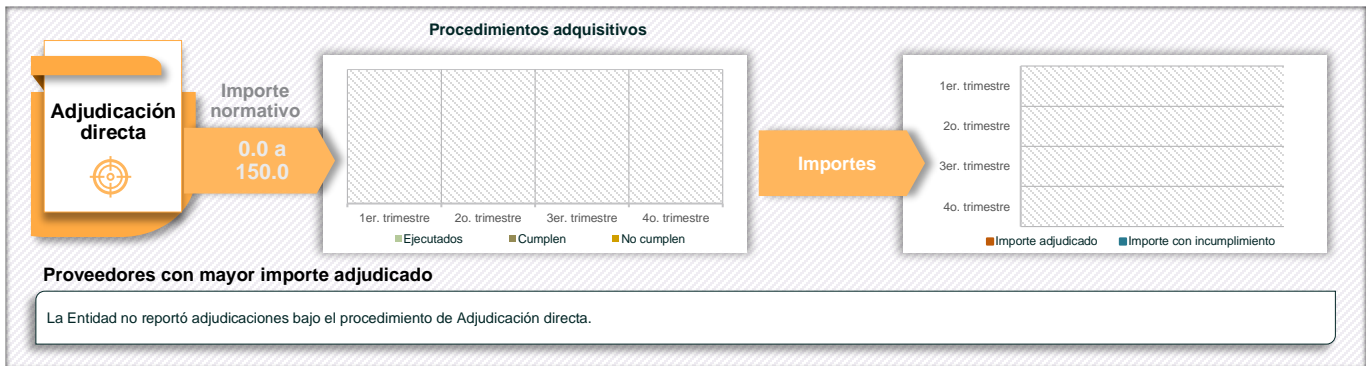 Procedimientos adquisitivos
Adjudicación
directa
Importe
normativo
0.0 a
150.0
1er. trimestre 2o. trimestre 3er. trimestre 4o. trimestre
Ejecutados Cumplen No cumplen
Importes
1er. trimestre
2o. trimestre
3er. trimestre
4o. trimestre
Importe adjudicado Importe con incumplimiento
Proveedores con mayor importe adjudicado
La Entidad no reportó adjudicaciones bajo el procedimiento de Adjudicación directa.